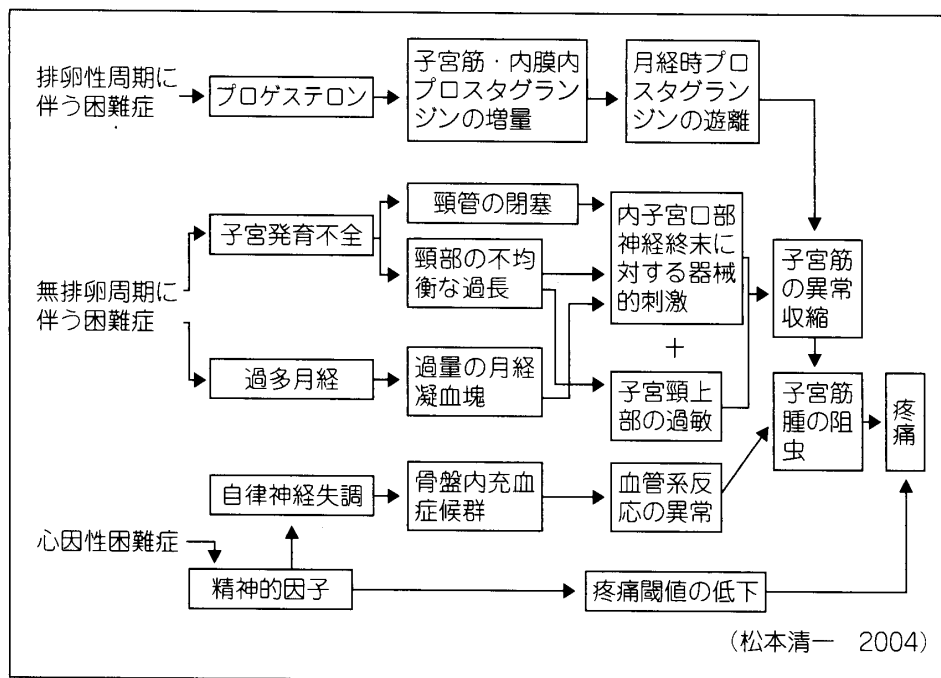 排卵性周期に
伴う困難症
プロゲステロン
子宮筋・内膜内
プロスタグラン
ジンの増量
月経時プロ
スタグラン
ジンの遊離
無排卵周期に
伴う困難症
子宮発育不全
頸管の閉塞
頸部の不均
衡な過長
内子宮口部
神経終末に
対する器械
的刺激
+
子宮筋
の異常
収縮
過多月経
過量の月経
凝血塊
子宮頸上
部の過敏
子宮筋
腫の阻
虫
疼
痛
自律神経失調
骨盤内充血
症候群
血管系反
応の異常
心因性困難症
精神的因子
疼痛閾値の低下
(松本清一 2004)